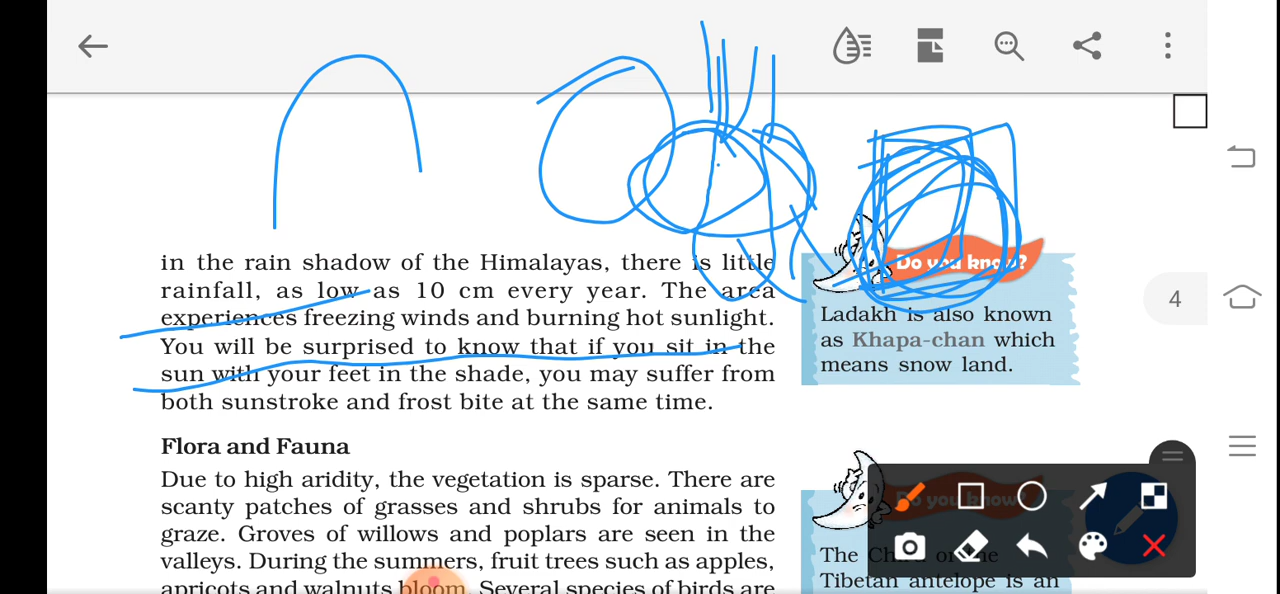 in the rain shadow of the Himalayas, there is little
rainfall, as low as 10 cm every year. The area
experiences freezing winds and burning hot sunlight.
You will be surprised to know that if you sit in the
sun with your feet in the shade, you may suffer from
both sunstroke and frost bite at the same time.
Do you know?
Ladakh is also known
as Khapa-chan which
means snow land.
4
Flora and Fauna
Due to high aridity, the vegetation is sparse. There are
scanty patches of grasses and shrubs for animals to
graze. Groves of willows and poplars are seen in the
valleys. During the summers, fruit trees such as apples,
apricots and walnuts bloom. Several species of birds are
Do you know?
The
Tibetan antelope is an